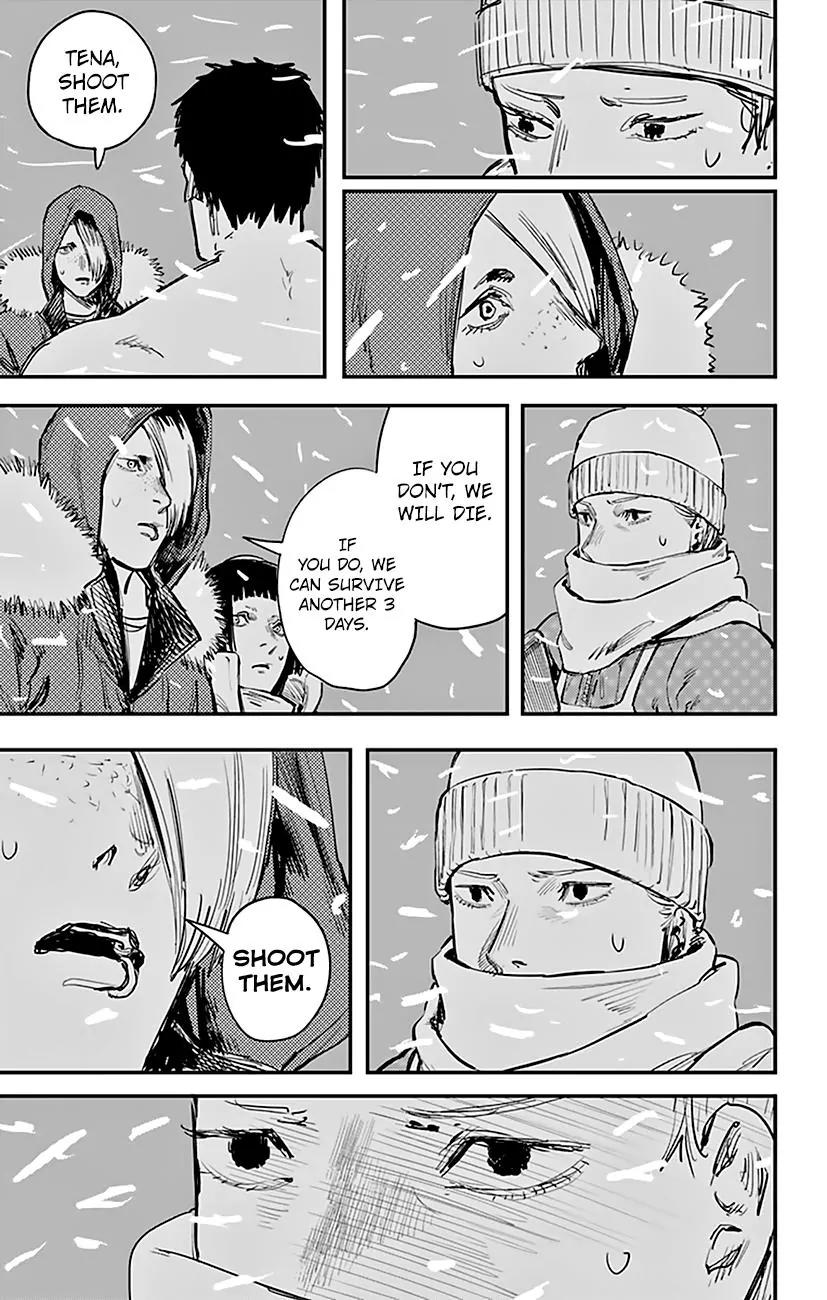 TENA,
SHOOT
THEM.
IF YOU
DON'T, WE
WILL DIE.
IF
YOU DO, WE
CAN SURVIVE
ANOTHER 3
DAYS.
SHOOT
THEM.